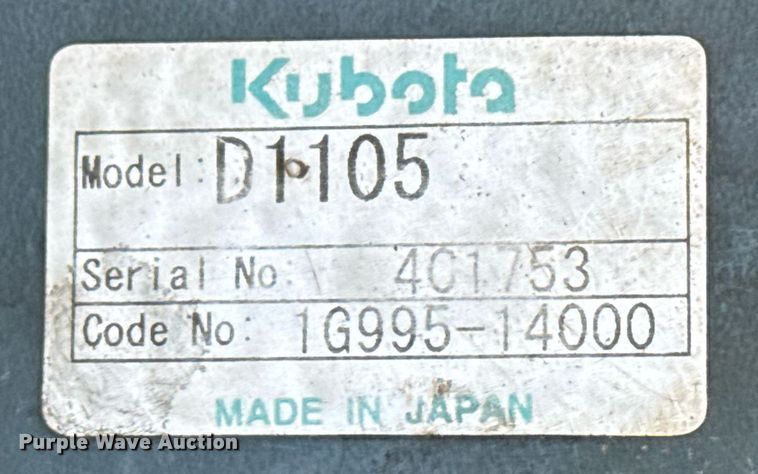 Kubota
Model: D1105
Serial No: 4C1753
Code No: 1G995-14000
MADE IN JAPAN
Purple Wave Auction